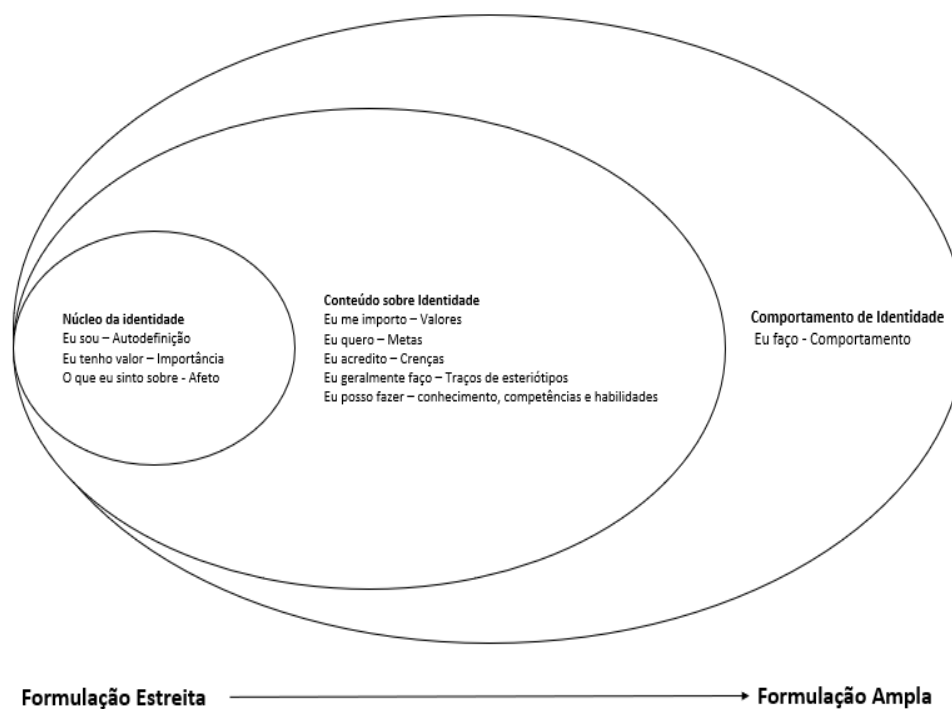 Núcleo da identidade
Eu sou – Autodefinição
Eu tenho valor – Importância
O que eu sinto sobre - Afeto
Conteúdo sobre Identidade
Eu me importo – Valores
Eu quero – Metas
Eu acredito – Crenças
Eu geralmente faço – Traços de esteriótipos
Eu posso fazer – conhecimento, competências e habilidades
Comportamento de Identidade
Eu faço - Comportamento
Formulação Estreita
Formulação Ampla